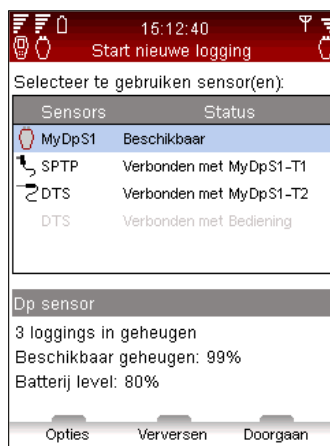 15:12:40
Start nieuwe logging
Selecteer te gebruiken sensor(en):
Sensors Status
MyDpS1 Beschikbaar
SPTP Verbonden met MyDpS1-T1
DTS Verbonden met MyDpS1-T2
DTS Verbonden met Bediening
Dp sensor
3 loggings in geheugen
Beschikbaar geheugen: 99%
Batterij level: 80%
Opties Verversen Doorgaan